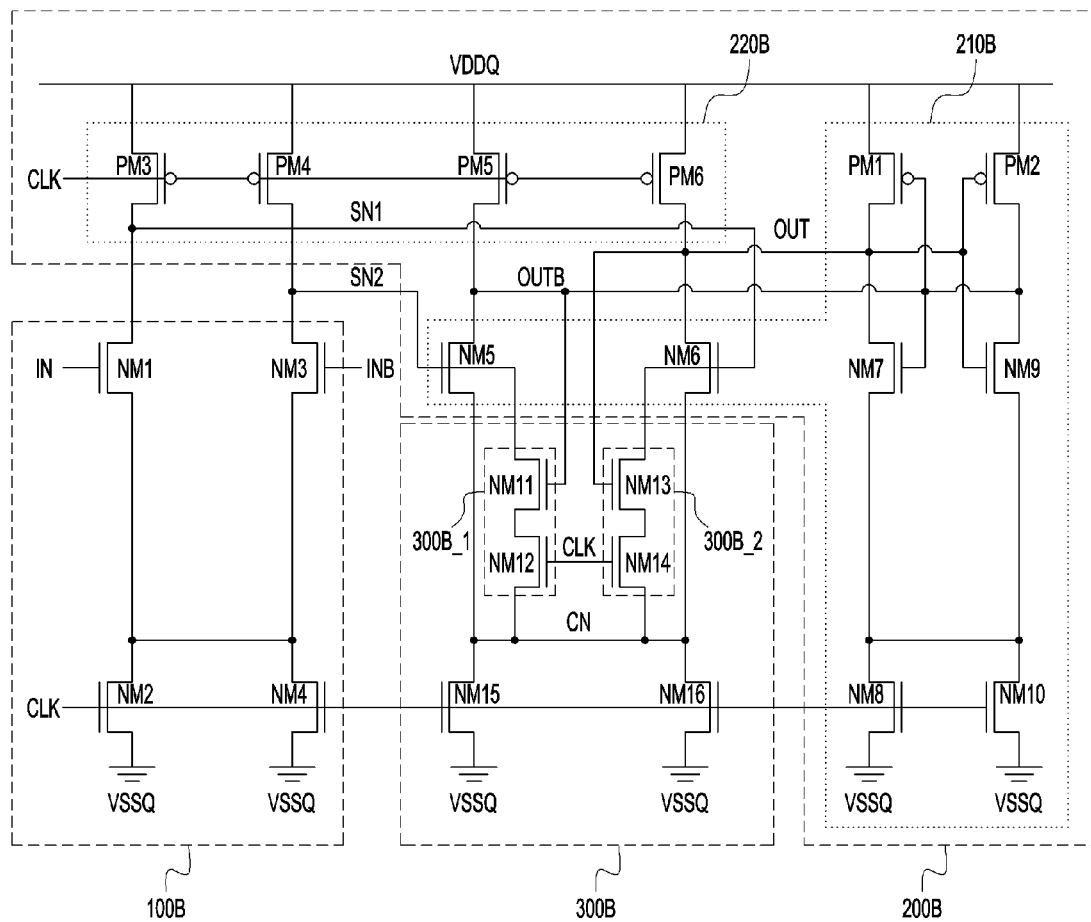 220B
210B
VDDQ
PM3
PM4
PM5
PM6
PM1
PM2
CLK
SN1
OUT
SN2
OUTB
IN
NM1
NM3
INB
NM5
NM6
NM7
NM9
NM11
NM13
300B_1
300B_2
NM12
CLK
NM14
CN
CLK
NM2
NM4
NM15
NM16
NM8
NM10
VSSQ
VSSQ
VSSQ
VSSQ
VSSQ
VSSQ
100B
300B
200B